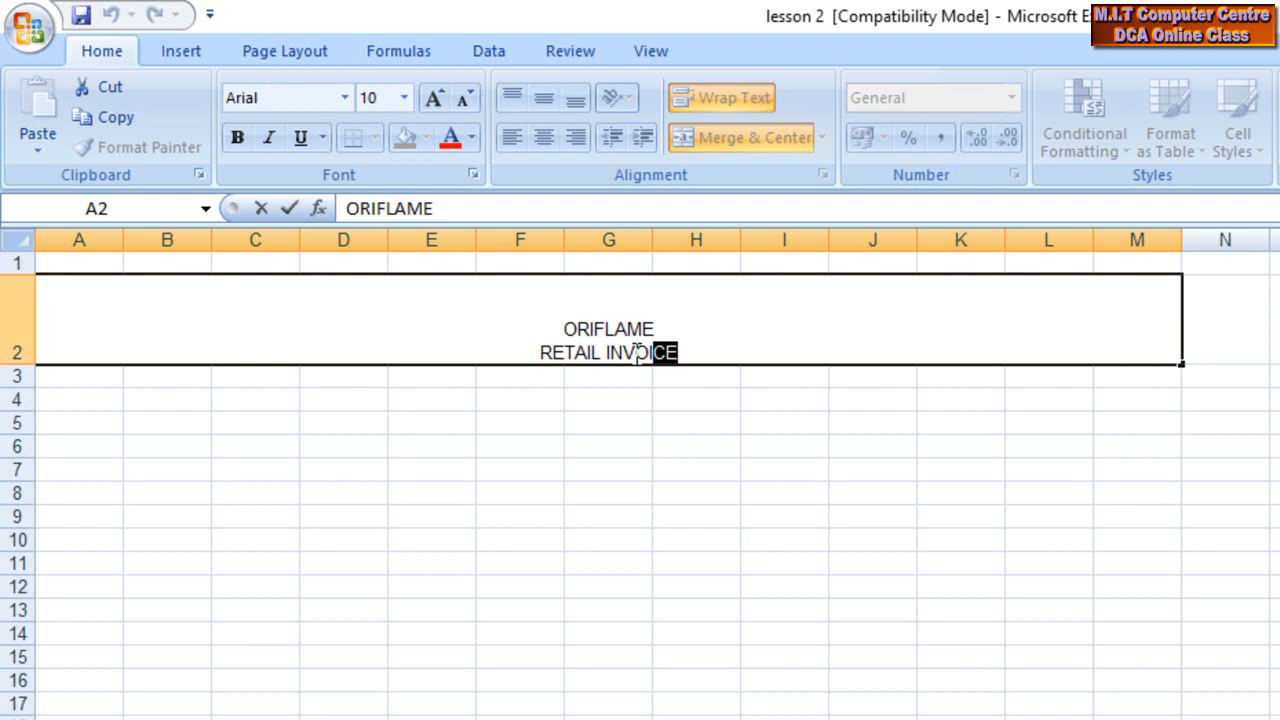 lesson 2 [Compatibility Mode] - Microsoft E
M.I.T Computer Centre
DCA Online Class
Home Insert Page Layout Formulas Data Review View
Paste
Cut
Copy
Format Painter
Clipboard
Arial 10
B I U
Font
Wrap Text
Merge & Center
Alignment
General
% ,
Number
Conditional Formatting
Format as Table
Cell Styles
Styles
A2 fx ORIFLAME
A B C D E F G H I J K L M N
1
ORIFLAME
RETAIL INVOICE
2
3
4
5
6
7
8
9
10
11
12
13
14
15
16
17